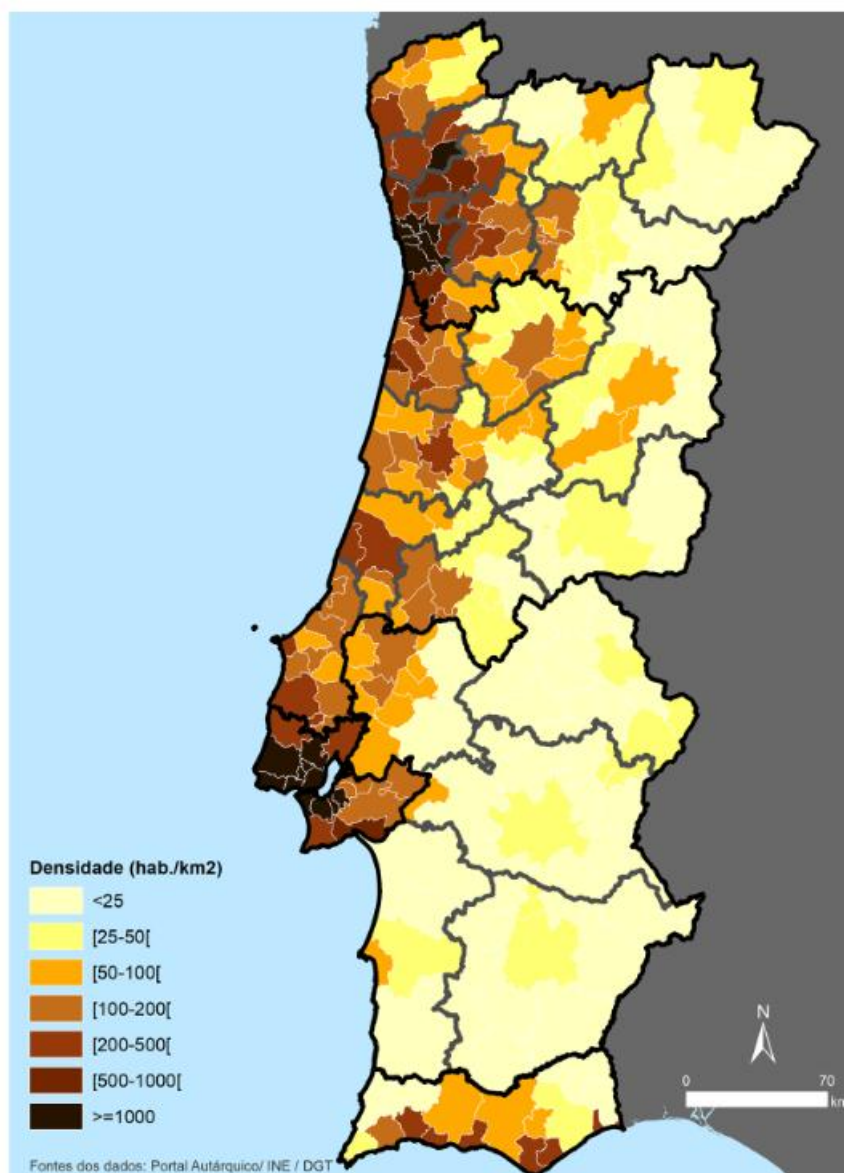 Densidade (hab./km2)
<25
[25-50[
[50-100[
[100-200[
[200-500[
[500-1000[
>=1000
N
0 70
km
Fontes dos dados: Portal Autárquico/ INE / DGT